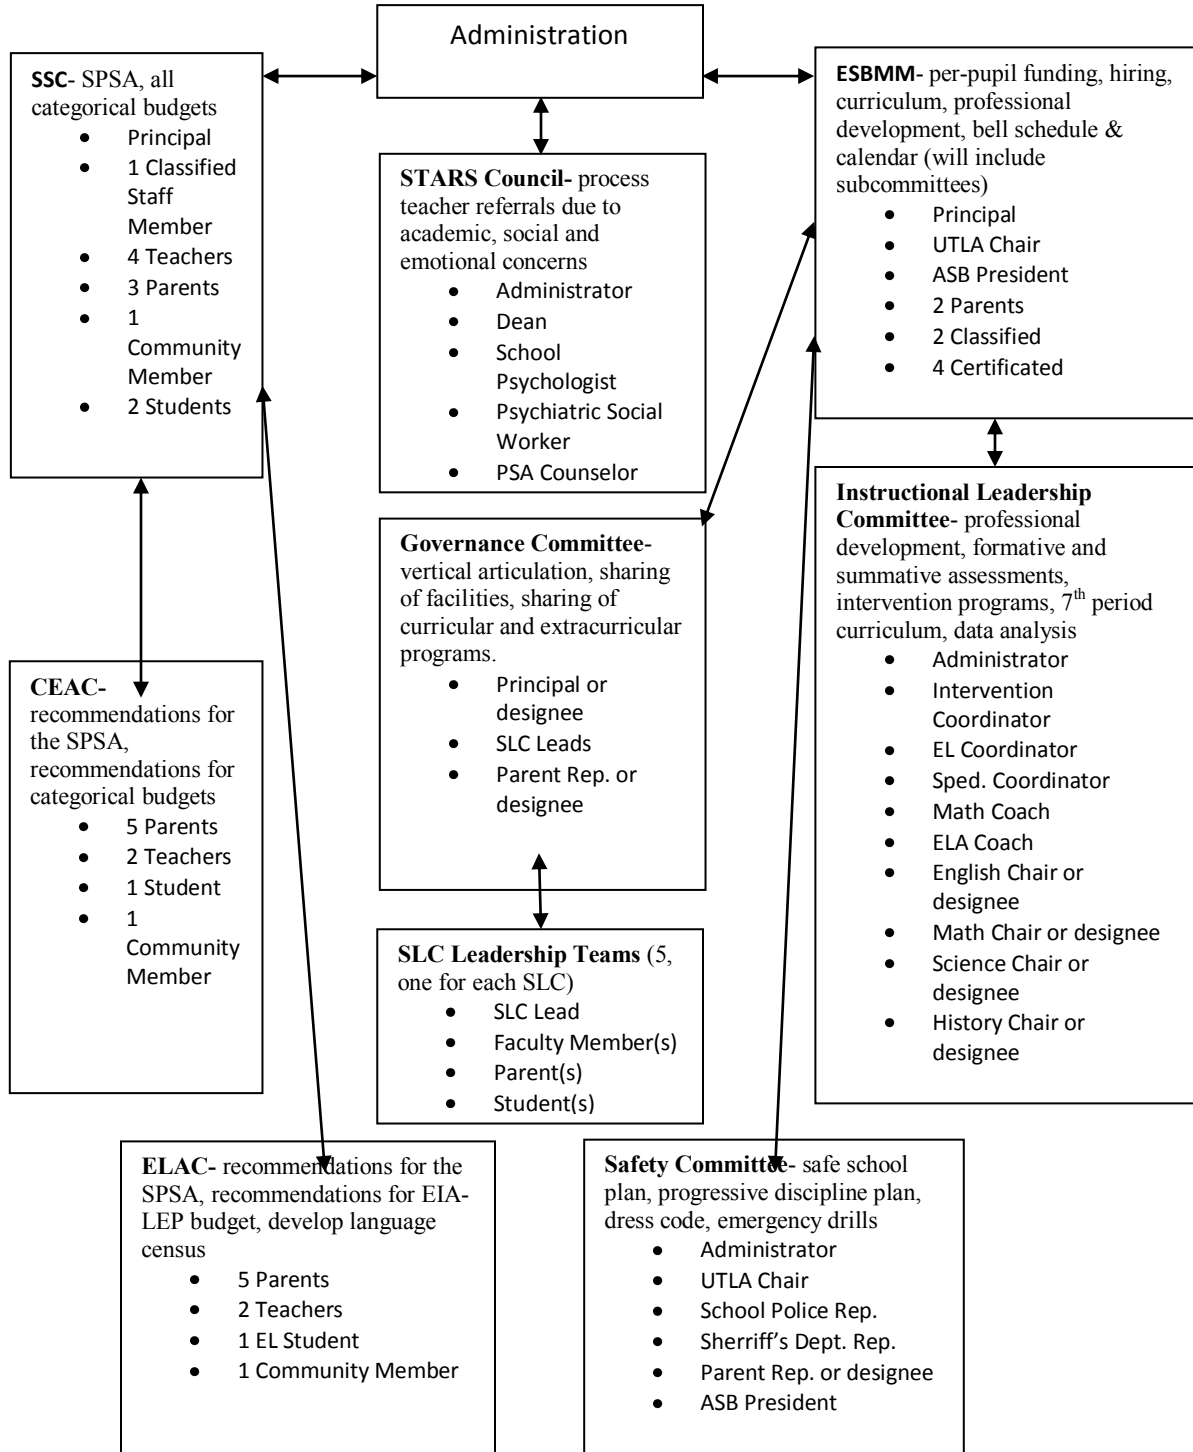 Administration
SSC- SPSA, all
categorical budgets
• Principal
• 1 Classified
Staff
Member
• 4 Teachers
• 3 Parents
• 1
Community
Member
• 2 Students
STARS Council- process
teacher referrals due to
academic, social and
emotional concerns
• Administrator
• Dean
• School
Psychologist
• Psychiatric Social
Worker
• PSA Counselor
ESBMM- per-pupil funding, hiring,
curriculum, professional
development, bell schedule &
calendar (will include
subcommittees)
• Principal
• UTLA Chair
• ASB President
• 2 Parents
• 2 Classified
• 4 Certificated
Governance Committee-
vertical articulation, sharing
of facilities, sharing of
curricular and extracurricular
programs.
• Principal or
designee
• SLC Leads
• Parent Rep. or
designee
Instructional Leadership
Committee- professional
development, formative and
summative assessments,
intervention programs, 7th period
curriculum, data analysis
• Administrator
• Intervention
Coordinator
• EL Coordinator
• Sped. Coordinator
• Math Coach
• ELA Coach
• English Chair or
designee
• Math Chair or designee
• Science Chair or
designee
• History Chair or
designee
CEAC-
recommendations for
the SPSA,
recommendations for
categorical budgets
• 5 Parents
• 2 Teachers
• 1 Student
• 1
Community
Member
SLC Leadership Teams (5,
one for each SLC)
• SLC Lead
• Faculty Member(s)
• Parent(s)
• Student(s)
ELAC- recommendations for the
SPSA, recommendations for EIA-
LEP budget, develop language
census
• 5 Parents
• 2 Teachers
• 1 EL Student
• 1 Community Member
Safety Committee- safe school
plan, progressive discipline plan,
dress code, emergency drills
• Administrator
• UTLA Chair
• School Police Rep.
• Sherriff’s Dept. Rep.
• Parent Rep. or designee
• ASB President